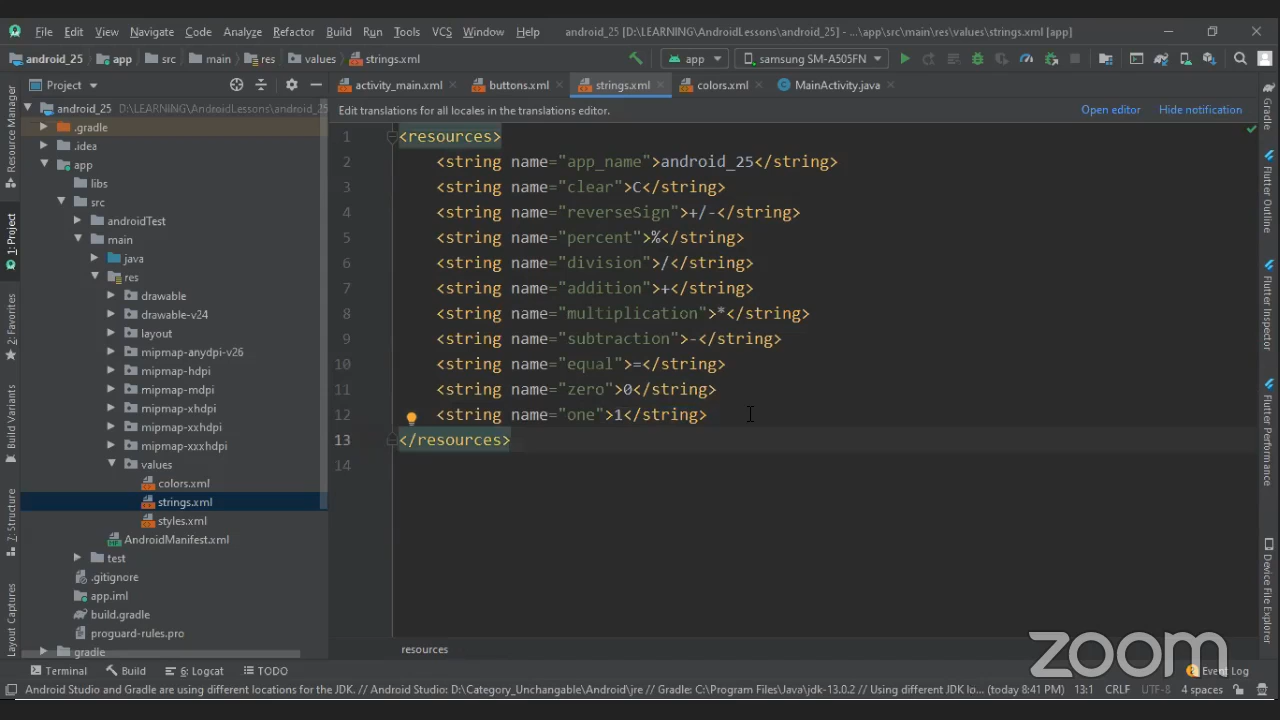 File Edit View Navigate Code Analyze Refactor Build Run Tools VCS Window Help android_25 [D:\LEARNING\AndroidLessons\android_25] - ...\app\src\main\res\values\strings.xml [app]
android_25 app src main res values strings.xml app samsung SM-A505FN
Project activity_main.xml buttons.xml strings.xml colors.xml MainActivity.java
Edit translations for all locales in the translations editor. Open editor Hide notification
android_25 D:\LEARNING\AndroidLessons\android_25
.gradle
.idea
app
libs
src
androidTest
main
java
res
drawable
drawable-v24
layout
mipmap-anydpi-v26
mipmap-hdpi
mipmap-mdpi
mipmap-xhdpi
mipmap-xxhdpi
mipmap-xxxhdpi
values
colors.xml
strings.xml
styles.xml
AndroidManifest.xml
test
.gitignore
app.iml
build.gradle
proguard-rules.pro
gradle
1 <resources>
2 <string name="app_name">android_25</string>
3 <string name="clear">C</string>
4 <string name="reverseSign">+/-</string>
5 <string name="percent">%</string>
6 <string name="division">/</string>
7 <string name="addition">+</string>
8 <string name="multiplication">*</string>
9 <string name="subtraction">-</string>
10 <string name="equal">=</string>
11 <string name="zero">0</string>
12 <string name="one">1</string>
13 </resources>
14
resources
Resource Manager
1: Project
2: Favorites
Build Variants
7: Structure
Layout Captures
Gradle
Flutter Outline
Flutter Inspector
Flutter Performance
Device File Explorer
zoom
Terminal Build 6: Logcat TODO Event Log
Android Studio and Gradle are using different locations for the JDK. // Android Studio: D:\Category_Unchangable\Android\jre // Gradle: C:\Program Files\Java\jdk-13.0.2 // Using different JDK lo... (today 8:41 PM) 13:1 CRLF UTF-8 4 spaces